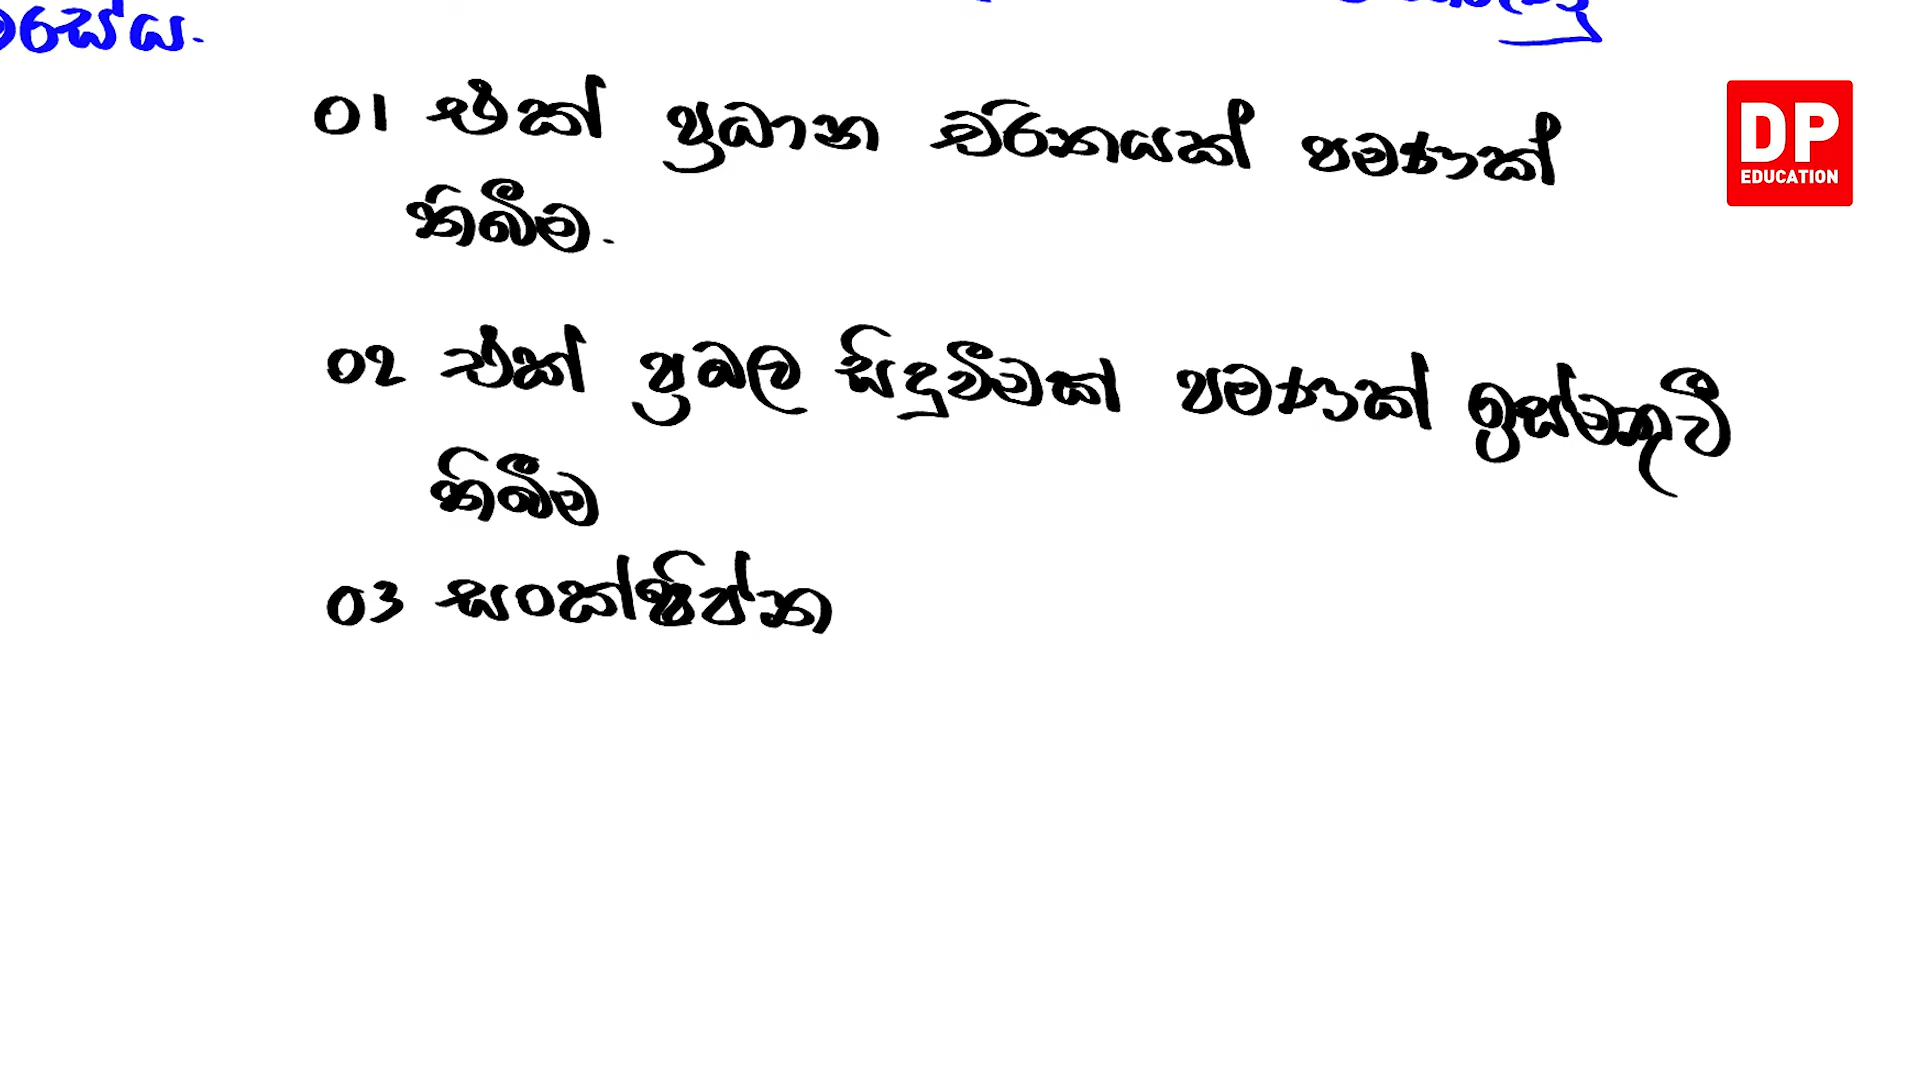 01 එක් ප්‍රධාන චරිතයක් පමණක්
තිබීම.
02 එක් ප්‍රබල සිදුවීමක් පමණක් ඉස්මතුවී
තිබීම
03 සංක්ෂිප්ත
DP
EDUCATION